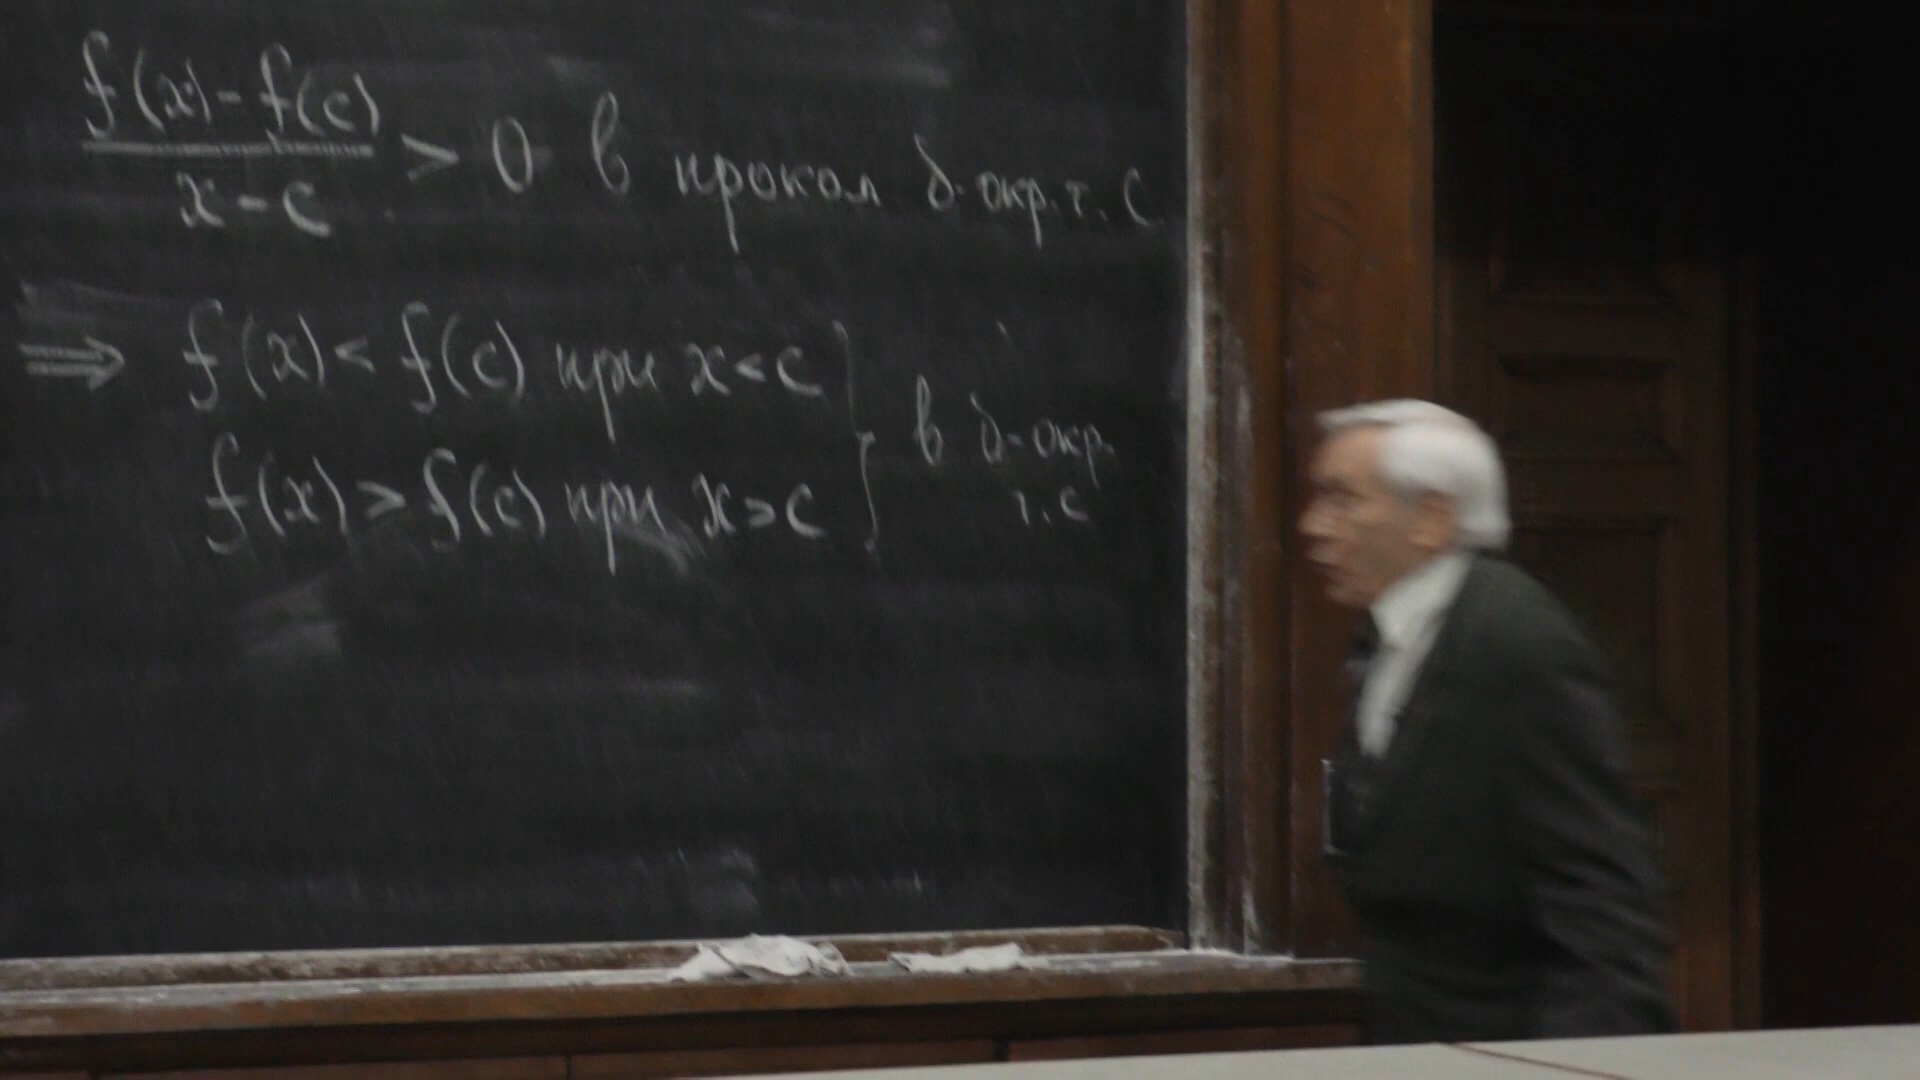 f(x) - f(c) / x - c > 0 в прокол δ-окр. т. c
⇒ f(x) < f(c) при x < c
f(x) > f(c) при x > c } в δ-окр.
т. c